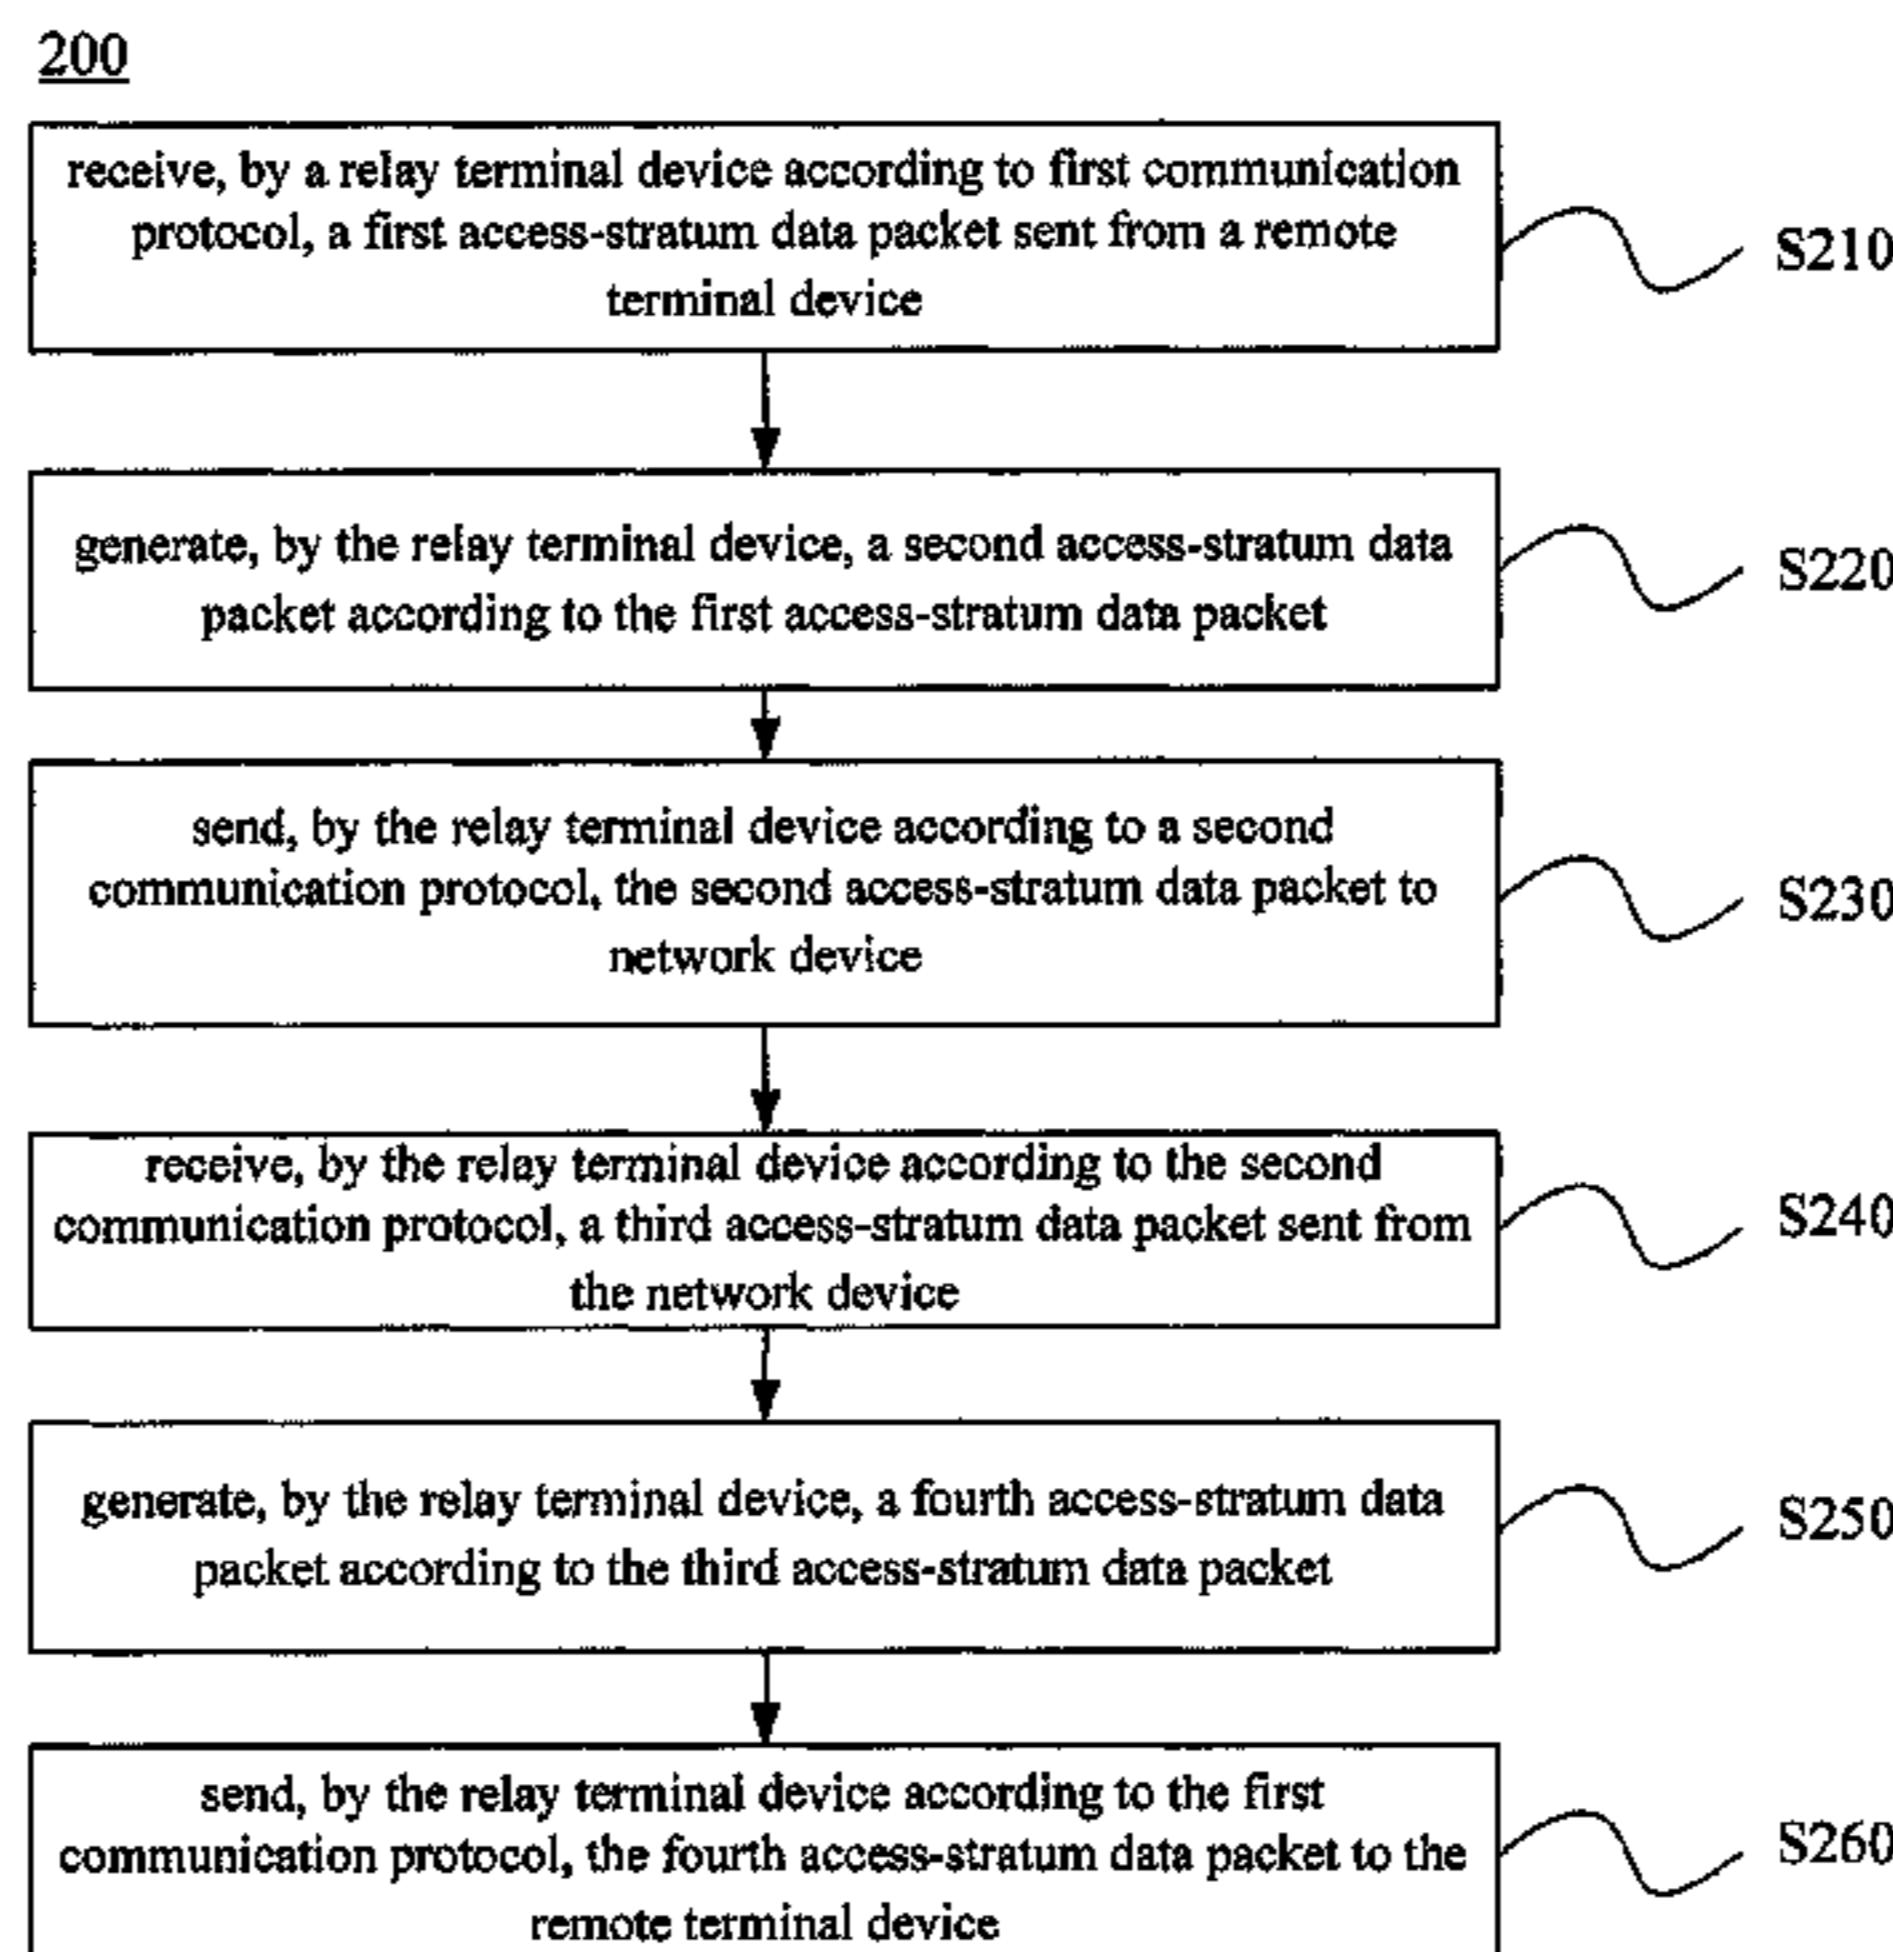 200
receive, by a relay terminal device according to first communication
protocol, a first access-stratum data packet sent from a remote
terminal device
S210
generate, by the relay terminal device, a second access-stratum data
packet according to the first access-stratum data packet
S220
send, by the relay terminal device according to a second
communication protocol, the second access-stratum data packet to
network device
S230
receive, by the relay terminal device according to the second
communication protocol, a third access-stratum data packet sent from
the network device
S240
generate, by the relay terminal device, a fourth access-stratum data
packet according to the third access-stratum data packet
S250
send, by the relay terminal device according to the first
communication protocol, the fourth access-stratum data packet to the
remote terminal device
S260